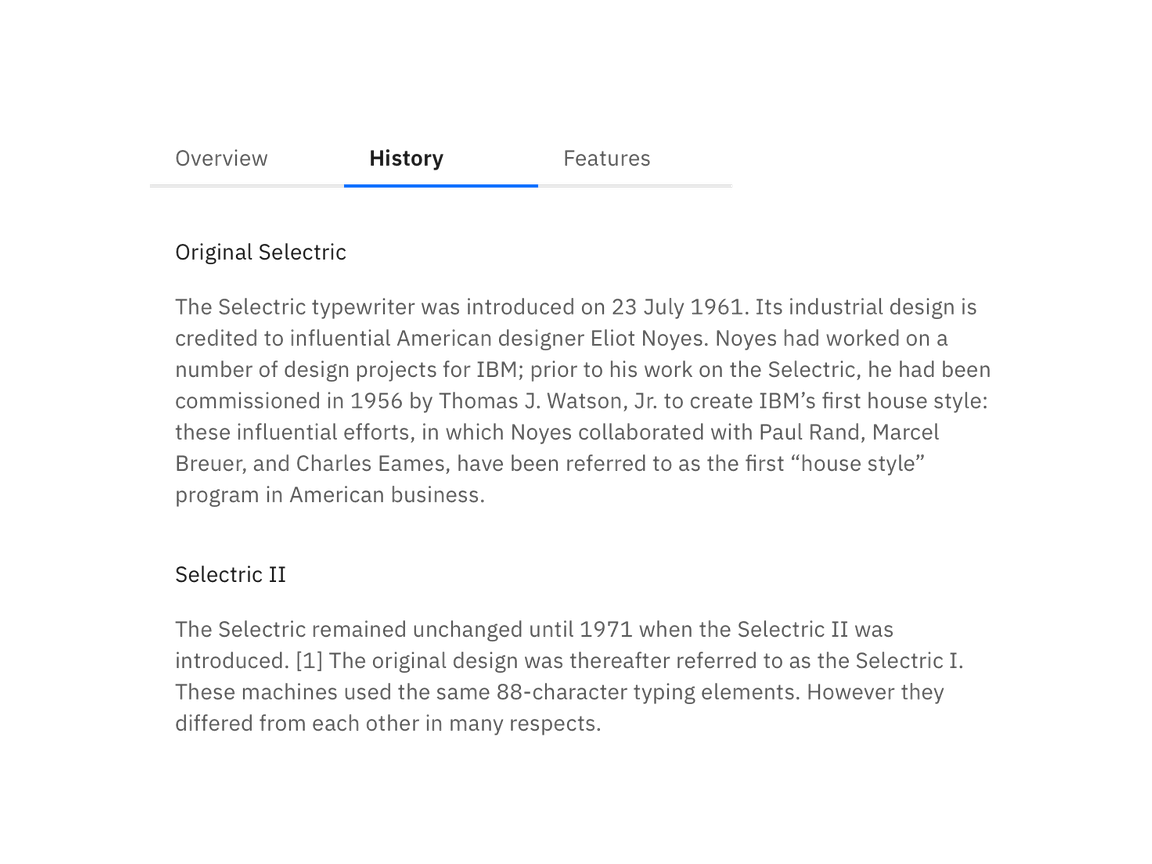 Overview History Features
Original Selectric
The Selectric typewriter was introduced on 23 July 1961. Its industrial design is
credited to influential American designer Eliot Noyes. Noyes had worked on a
number of design projects for IBM; prior to his work on the Selectric, he had been
commissioned in 1956 by Thomas J. Watson, Jr. to create IBM’s first house style:
these influential efforts, in which Noyes collaborated with Paul Rand, Marcel
Breuer, and Charles Eames, have been referred to as the first “house style”
program in American business.
Selectric II
The Selectric remained unchanged until 1971 when the Selectric II was
introduced. [1] The original design was thereafter referred to as the Selectric I.
These machines used the same 88-character typing elements. However they
differed from each other in many respects.